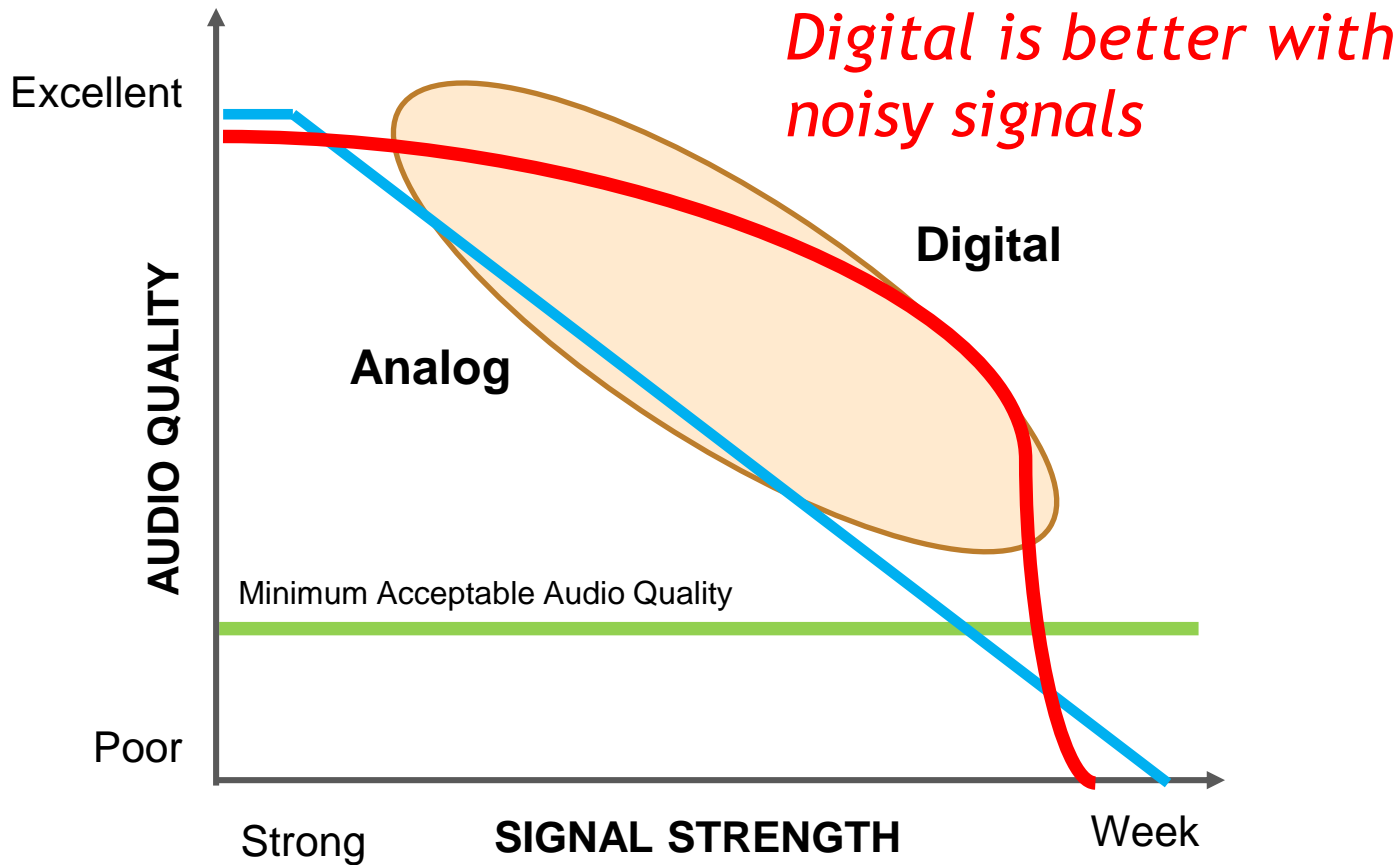 Digital is better with
noisy signals
Excellent
Digital
Analog
AUDIO QUALITY
Minimum Acceptable Audio Quality
Poor
Strong
SIGNAL STRENGTH
Week